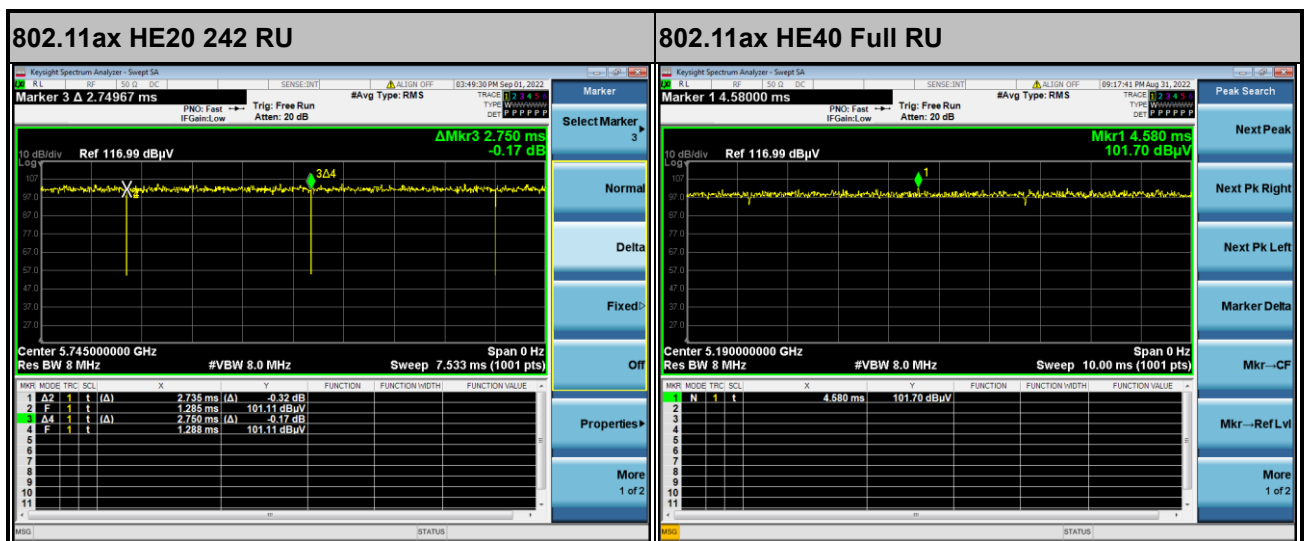 802.11ax HE20 242 RU
Keysight Spectrum Analyzer - Swept SA
RL RF 50 Ω DC SENSE:INT ALIGN OFF 03:49:30 PM Sep 01, 2022
Marker 3 Δ 2.74967 ms
PNO: Fast
IFGain:Low
Trig: Free Run
Atten: 20 dB
#Avg Type: RMS
TRACE 1 2 3 4 5 6
TYPE WWWWWW
DET P P P P P P
ΔMkr3 2.750 ms
-0.17 dB
10 dB/div Ref 116.99 dBµV
Log
107
97.0
87.0
77.0
67.0
57.0
47.0
37.0
27.0
3Δ4
Center 5.745000000 GHz Span 0 Hz
Res BW 8 MHz #VBW 8.0 MHz Sweep 7.533 ms (1001 pts)
MKR MODE TRC SCL X Y FUNCTION FUNCTION WIDTH FUNCTION VALUE
1 Δ2 1 t (Δ) 2.735 ms (Δ) -0.32 dB
2 F 1 t 1.285 ms 101.11 dBµV
3 Δ4 1 t (Δ) 2.750 ms (Δ) -0.17 dB
4 F 1 t 1.288 ms 101.11 dBµV
5
6
7
8
9
10
11
MSG STATUS
Marker
Select Marker
3
Normal
Delta
Fixed
Off
Properties
More
1 of 2
802.11ax HE40 Full RU
Keysight Spectrum Analyzer - Swept SA
RL RF 50 Ω DC SENSE:INT ALIGN OFF 09:17:41 PM Aug 31, 2022
Marker 1 4.58000 ms
PNO: Fast
IFGain:Low
Trig: Free Run
Atten: 20 dB
#Avg Type: RMS
TRACE 1 2 3 4 5 6
TYPE WWWWWW
DET P P P P P P
Mkr1 4.580 ms
101.70 dBµV
10 dB/div Ref 116.99 dBµV
Log
107
97.0
87.0
77.0
67.0
57.0
47.0
37.0
27.0
1
Center 5.190000000 GHz Span 0 Hz
Res BW 8 MHz #VBW 8.0 MHz Sweep 10.00 ms (1001 pts)
MKR MODE TRC SCL X Y FUNCTION FUNCTION WIDTH FUNCTION VALUE
1 N 1 t 4.580 ms 101.70 dBµV
2
3
4
5
6
7
8
9
10
11
MSG STATUS
Peak Search
Next Peak
Next Pk Right
Next Pk Left
Marker Delta
Mkr→CF
Mkr→Ref Lvl
More
1 of 2